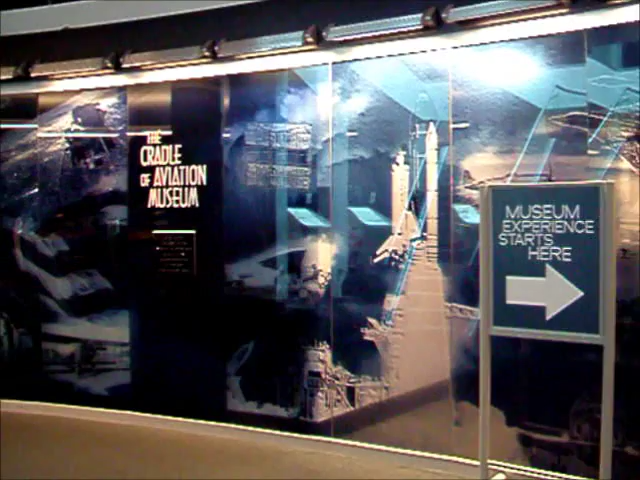 THE
CRADLE
OF AVIATION
MUSEUM
MUSEUM
EXPERIENCE
STARTS
HERE